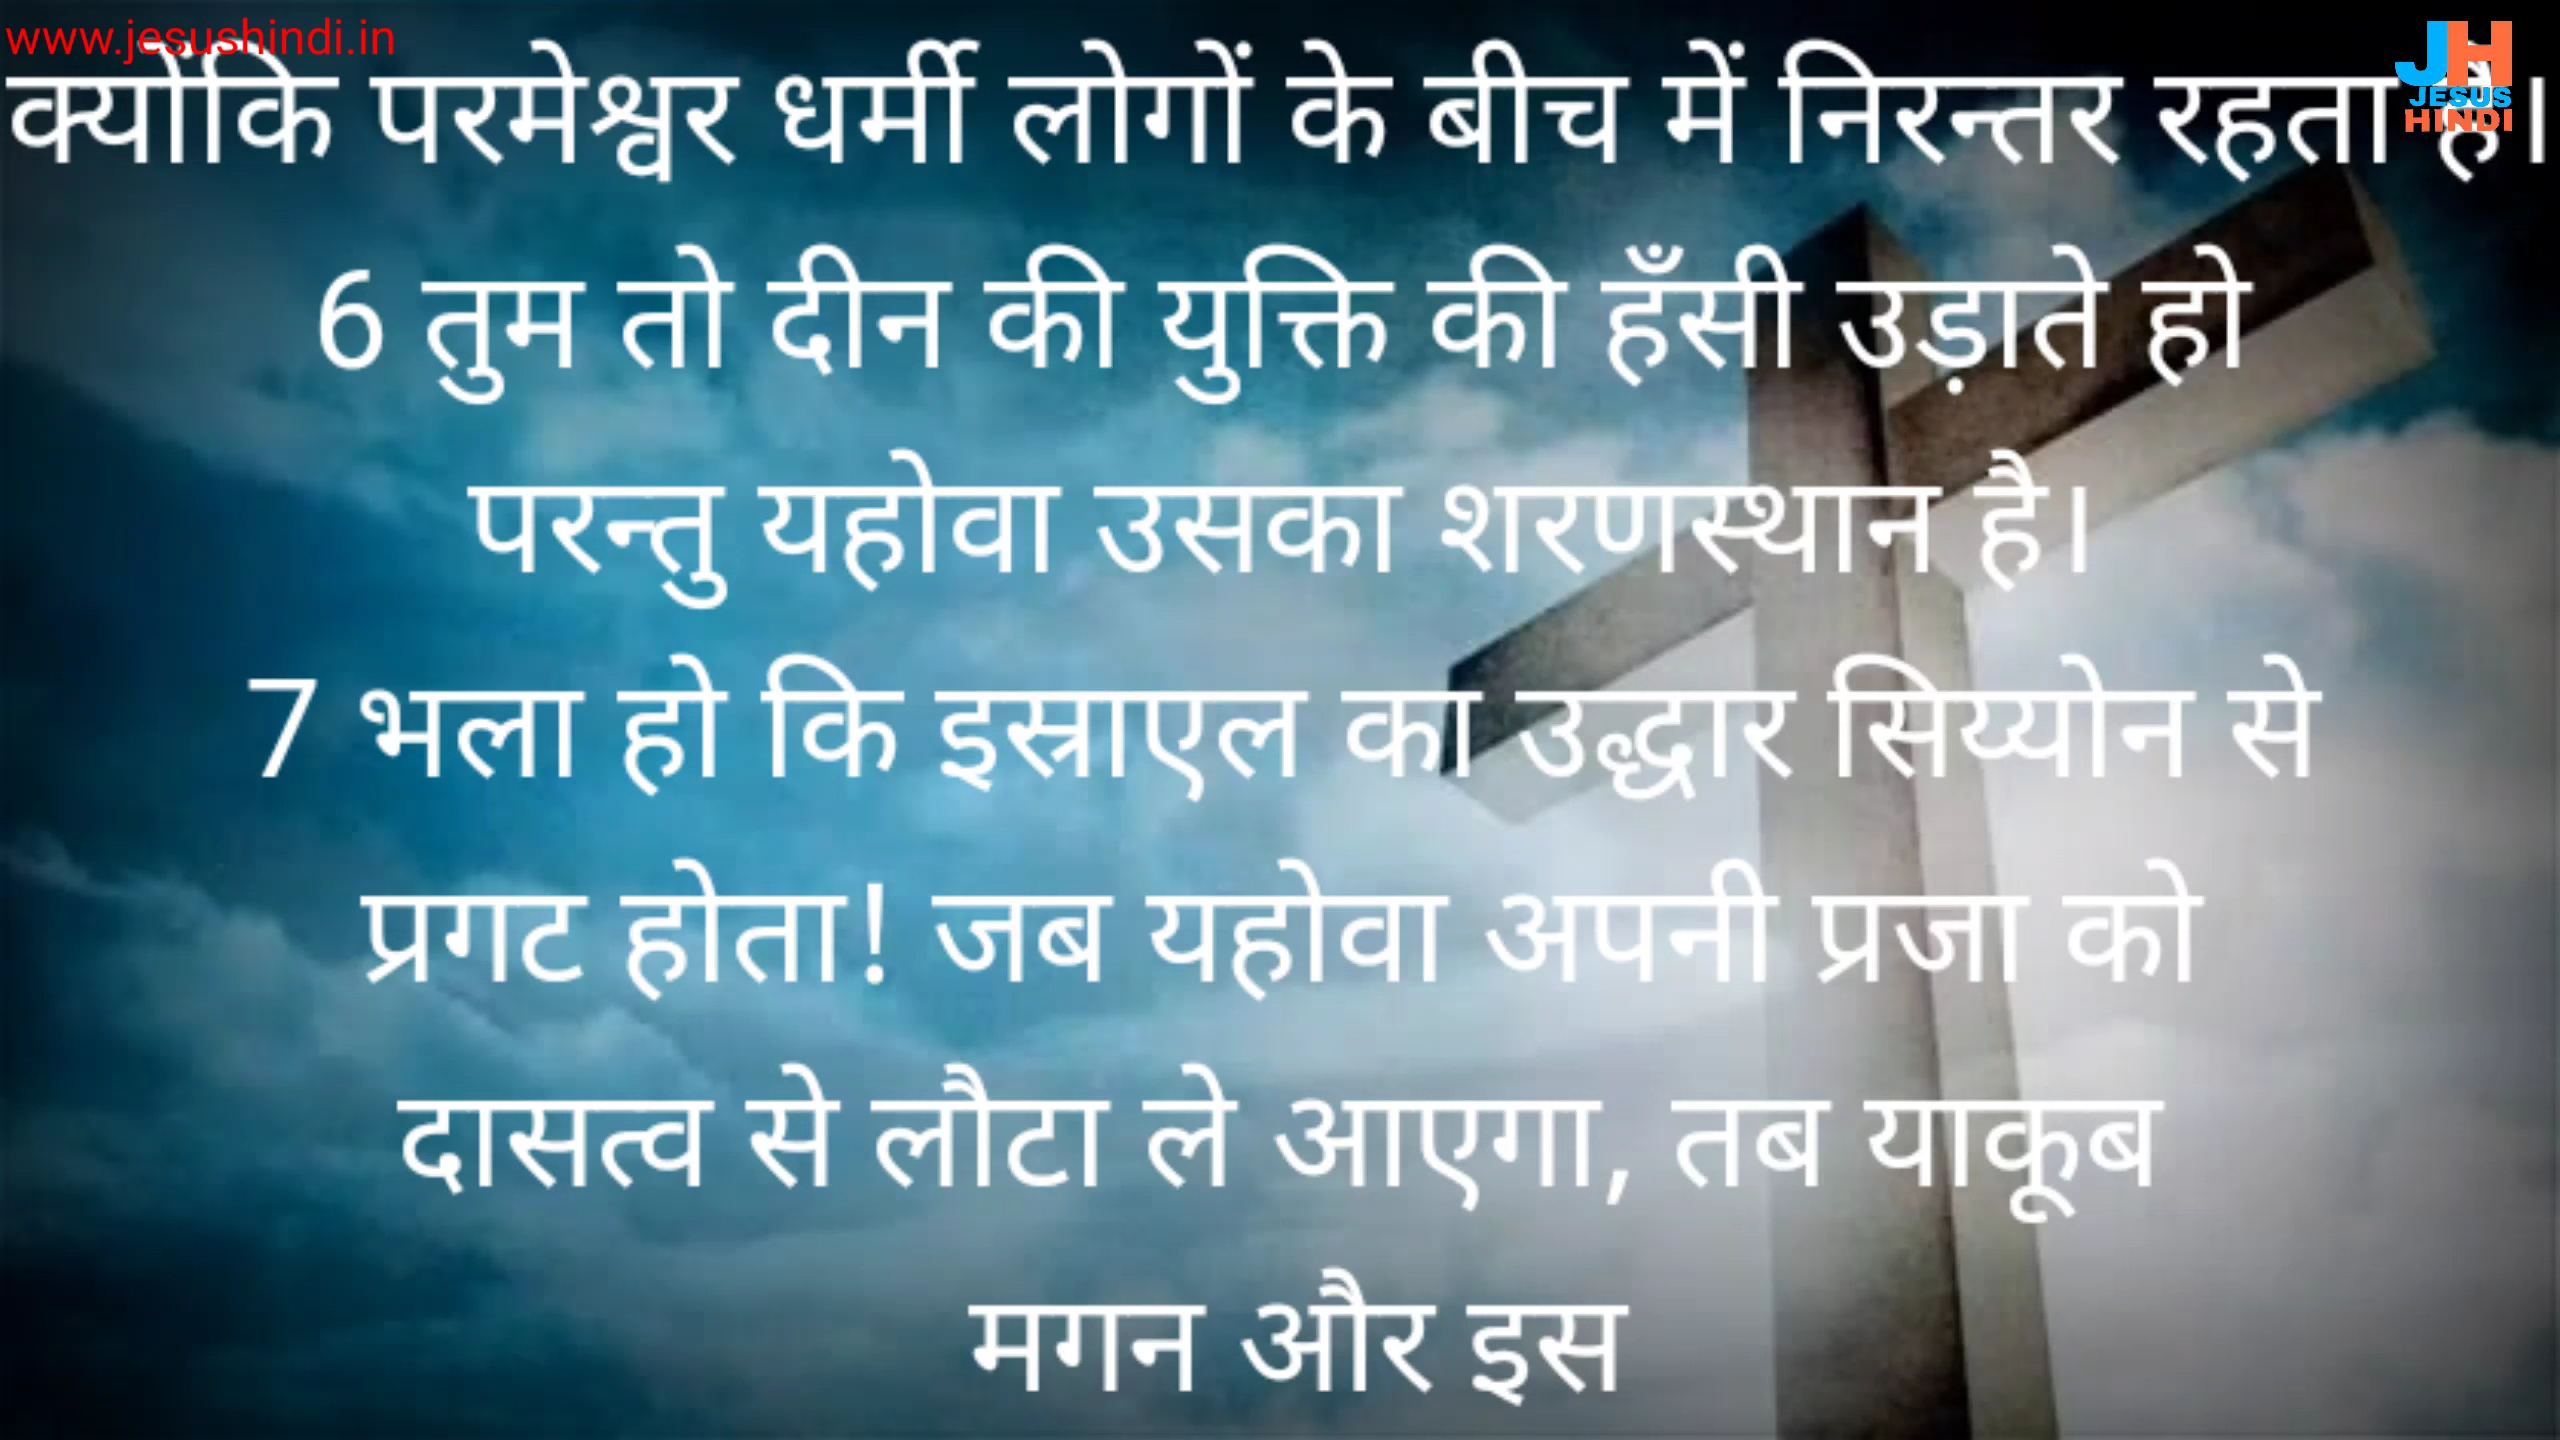 www.jesushindi.in
JH
JESUS
HINDI
क्योंकि परमेश्वर धर्मी लोगों के बीच में निरन्तर रहता है।
6 तुम तो दीन की युक्ति की हँसी उड़ाते हो
परन्तु यहोवा उसका शरणस्थान है।
7 भला हो कि इस्राएल का उद्धार सिय्योन से
प्रगट होता! जब यहोवा अपनी प्रजा को
दासत्व से लौटा ले आएगा, तब याकूब
मगन और इस